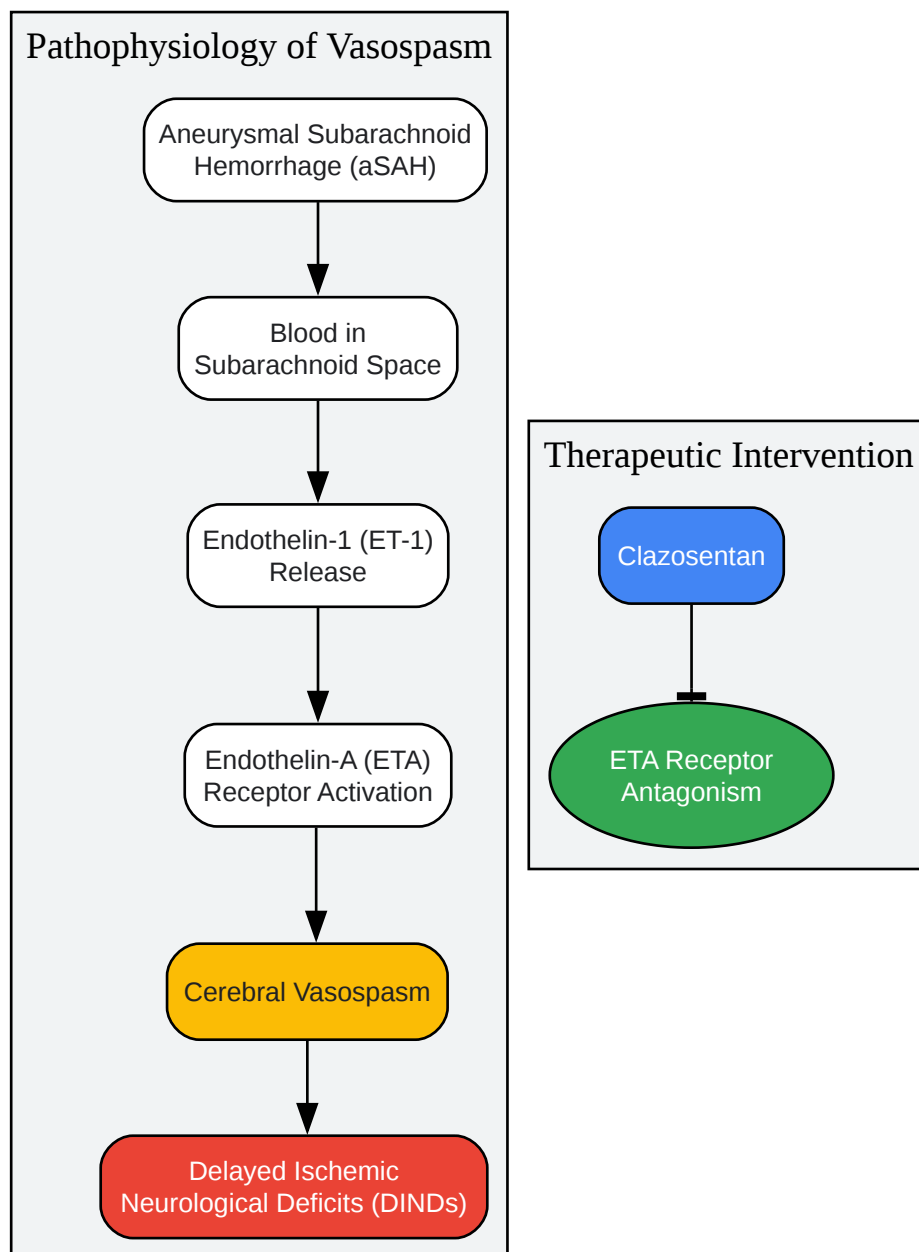 Pathophysiology of Vasospasm
Aneurysmal Subarachnoid
Hemorrhage (aSAH)
Blood in
Subarachnoid Space
Endothelin-1 (ET-1)
Release
Endothelin-A (ETA)
Receptor Activation
Cerebral Vasospasm
Delayed Ischemic
Neurological Deficits (DINDs)
Therapeutic Intervention
Clazosentan
ETA Receptor
Antagonism